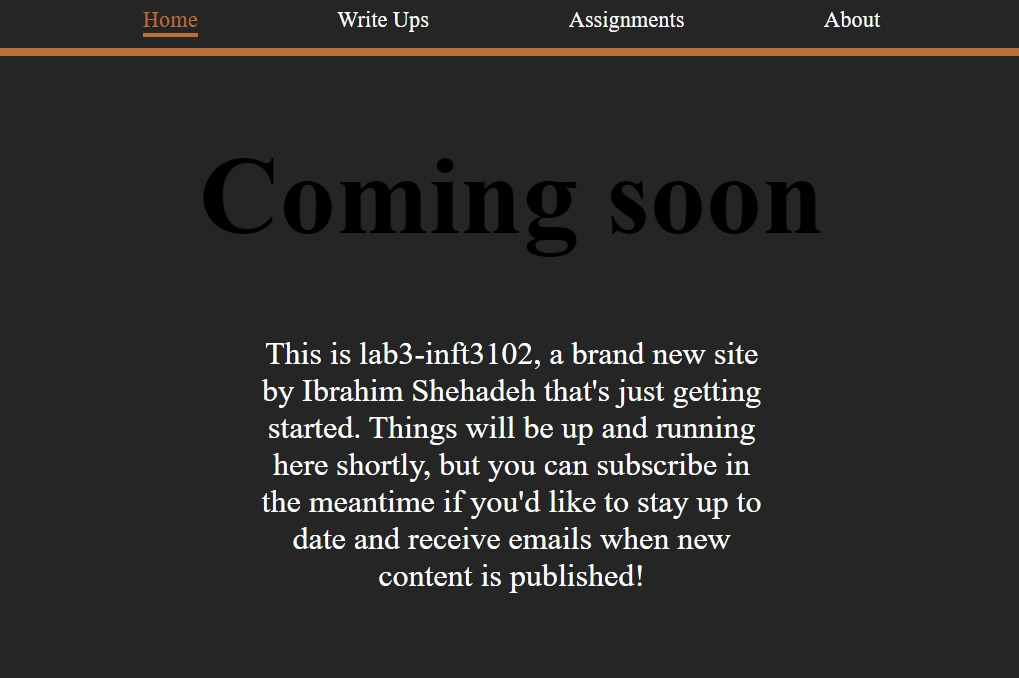 Home Write Ups Assignments About
Coming soon
This is lab3-inft3102, a brand new site
by Ibrahim Shehadeh that's just getting
started. Things will be up and running
here shortly, but you can subscribe in
the meantime if you'd like to stay up to
date and receive emails when new
content is published!